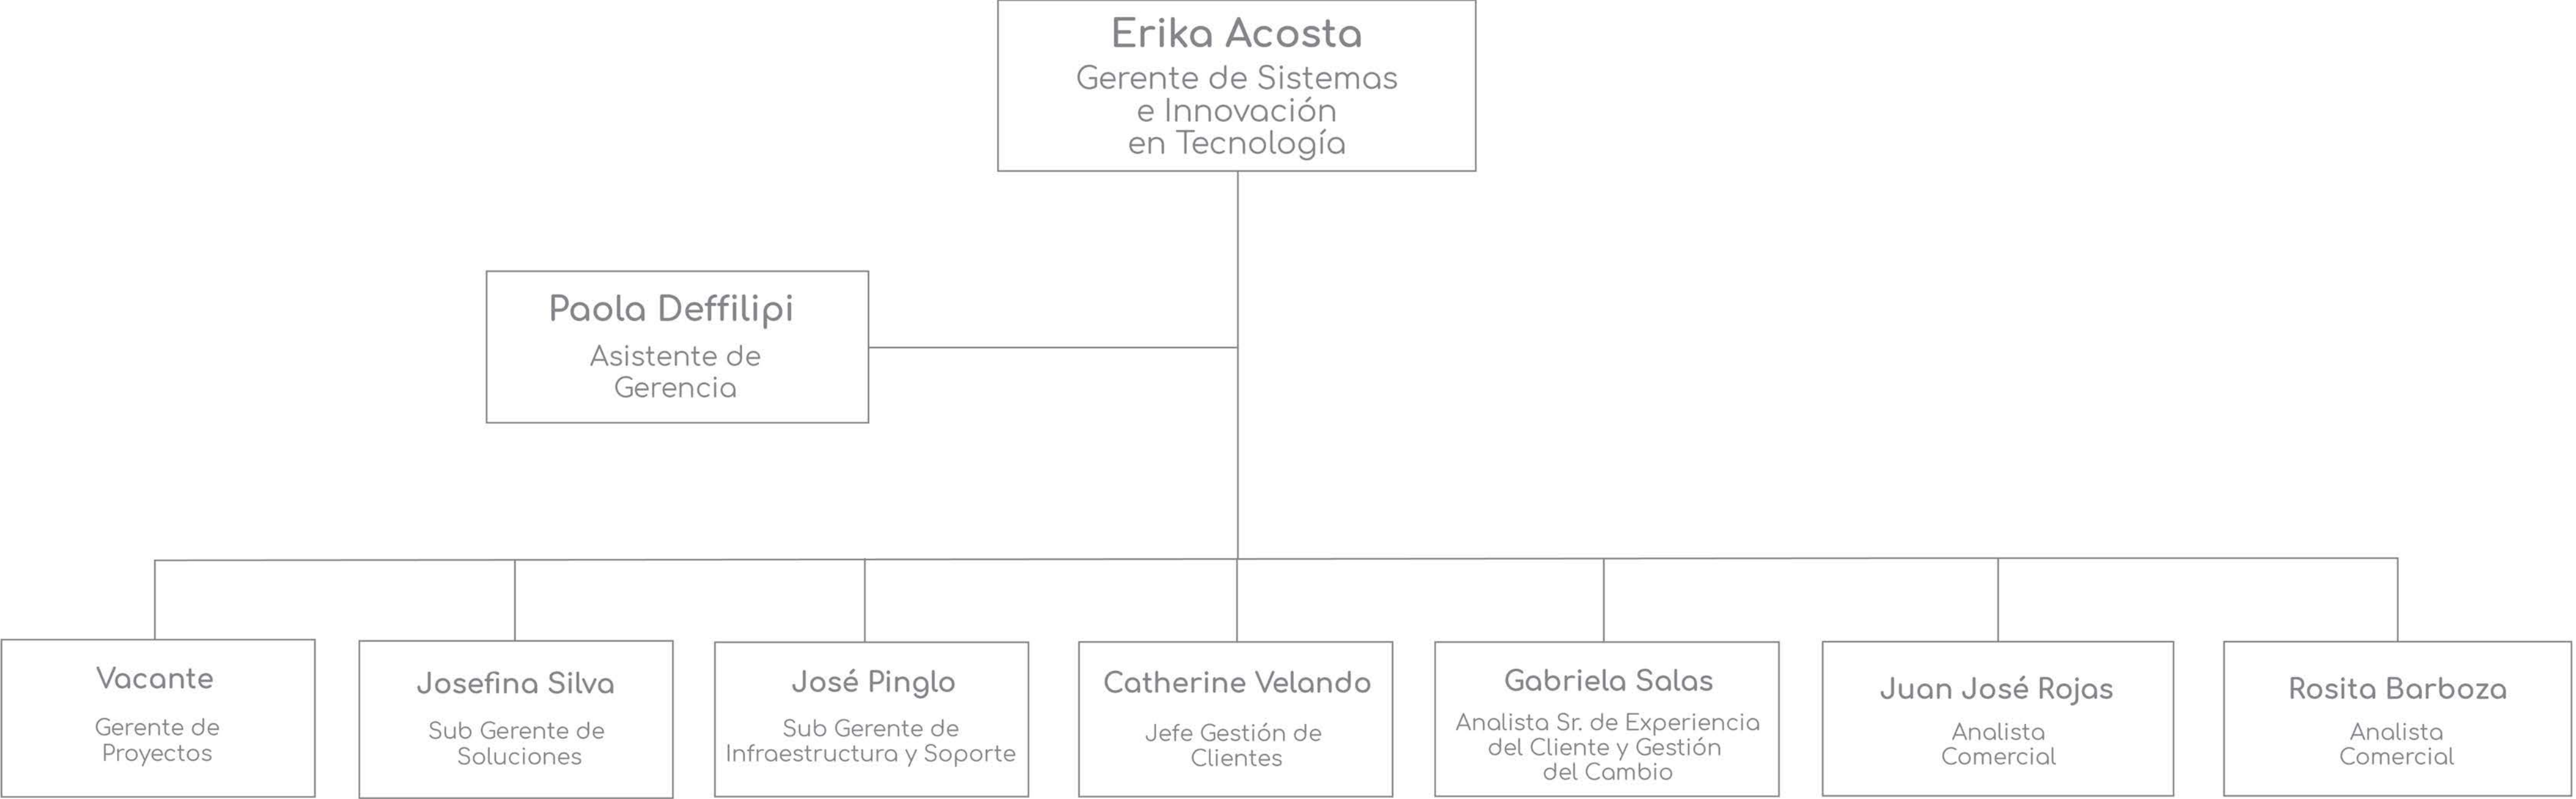 Erika Acosta
Gerente de Sistemas
e Innovación
en Tecnología
Paola Deffilipi
Asistente de
Gerencia
Vacante
Gerente de
Proyectos
Josefina Silva
Sub Gerente de
Soluciones
José Pinglo
Sub Gerente de
Infraestructura y Soporte
Catherine Velando
Jefe Gestión de
Clientes
Gabriela Salas
Analista Sr. de Experiencia
del Cliente y Gestión
del Cambio
Juan José Rojas
Analista
Comercial
Rosita Barboza
Analista
Comercial